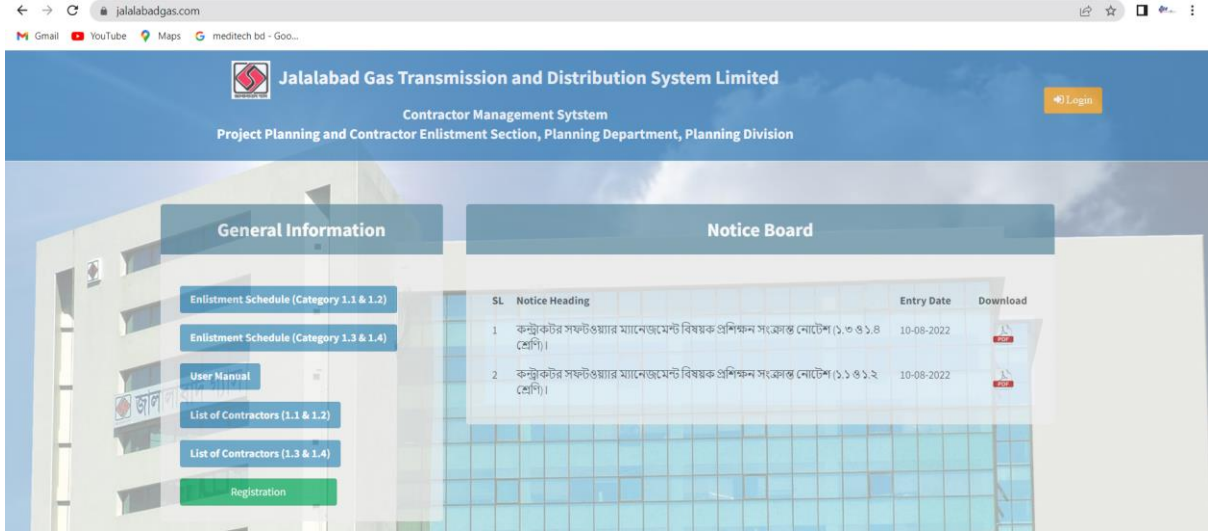 jalalabadgas.com
Gmail YouTube Maps meditech bd - Goo...
Jalalabad Gas Transmission and Distribution System Limited
Contractor Management Sytstem
Login
Project Planning and Contractor Enlistment Section, Planning Department, Planning Division
General Information
Enlistment Schedule (Category 1.1 & 1.2)
Enlistment Schedule (Category 1.3 & 1.4)
User Manual
List of Contractors (1.1 & 1.2)
List of Contractors (1.3 & 1.4)
Registration
Notice Board
SL Notice Heading Entry Date Download
1 কন্ট্রাকটর সফটওয়্যার ম্যানেজমেন্ট বিষয়ক প্রশিক্ষন সংক্রান্ত নোটিশ (১.৩ ও ১.৪ 10-08-2022 PDF
শ্রেণি)।
2 কন্ট্রাকটর সফটওয়্যার ম্যানেজমেন্ট বিষয়ক প্রশিক্ষন সংক্রান্ত নোটিশ (১.১ ও ১.২ 10-08-2022 PDF
শ্রেণি)।